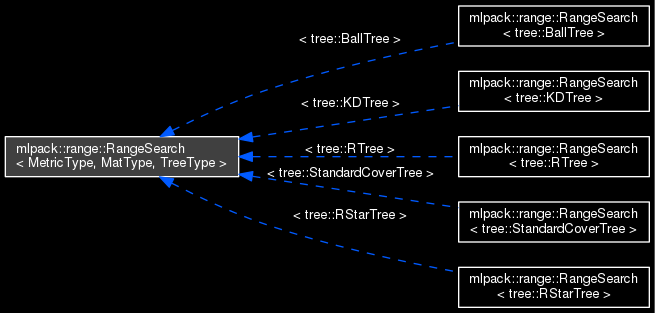 mlpack::range::RangeSearch
< MetricType, MatType, TreeType >
< tree::BallTree >
< tree::KDTree >
< tree::RTree >
< tree::StandardCoverTree >
< tree::RStarTree >
mlpack::range::RangeSearch
< tree::BallTree >
mlpack::range::RangeSearch
< tree::KDTree >
mlpack::range::RangeSearch
< tree::RTree >
mlpack::range::RangeSearch
< tree::StandardCoverTree >
mlpack::range::RangeSearch
< tree::RStarTree >